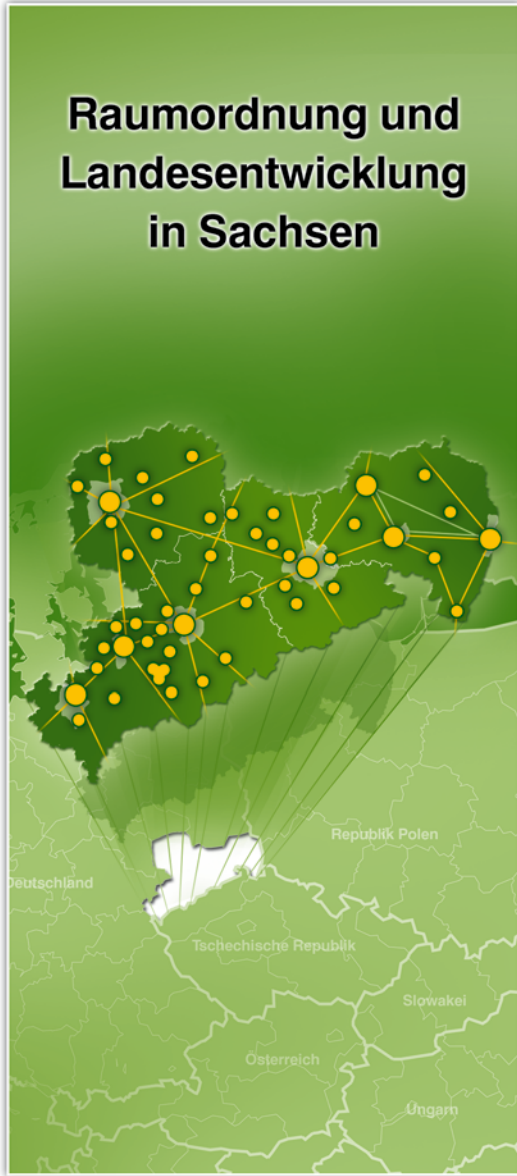 Raumordnung und
Landesentwicklung
in Sachsen
Republik Polen
Deutschland
Tschechische Republik
Slowakei
Österreich
Ungarn